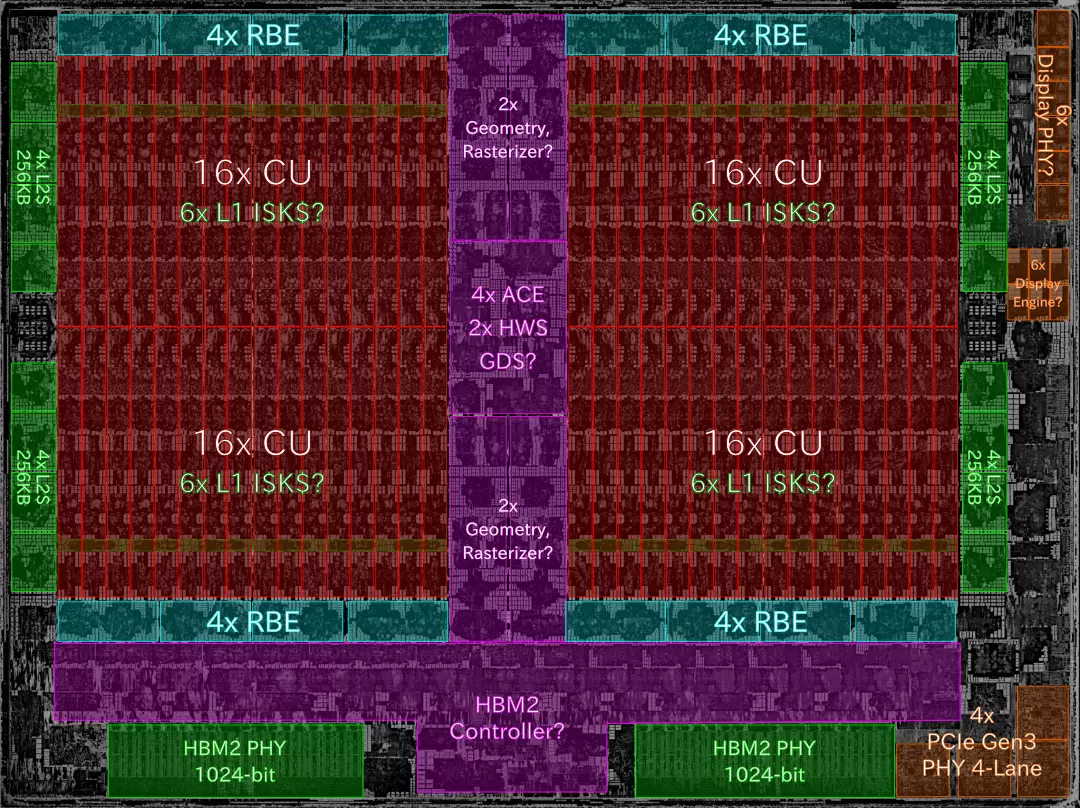 4x RBE
4x RBE
6x
Display PHY?
2x
Geometry,
Rasterizer?
4x L2$
256KB
16x CU
6x L1 I$K$?
16x CU
6x L1 I$K$?
4x L2$
256KB
6x
Display
Engine?
4x ACE
2x HWS
GDS?
4x L2$
256KB
16x CU
6x L1 I$K$?
16x CU
6x L1 I$K$?
4x L2$
256KB
2x
Geometry,
Rasterizer?
4x RBE
4x RBE
HBM2
Controller?
HBM2 PHY
1024-bit
HBM2 PHY
1024-bit
4x
PCIe Gen3
PHY 4-Lane